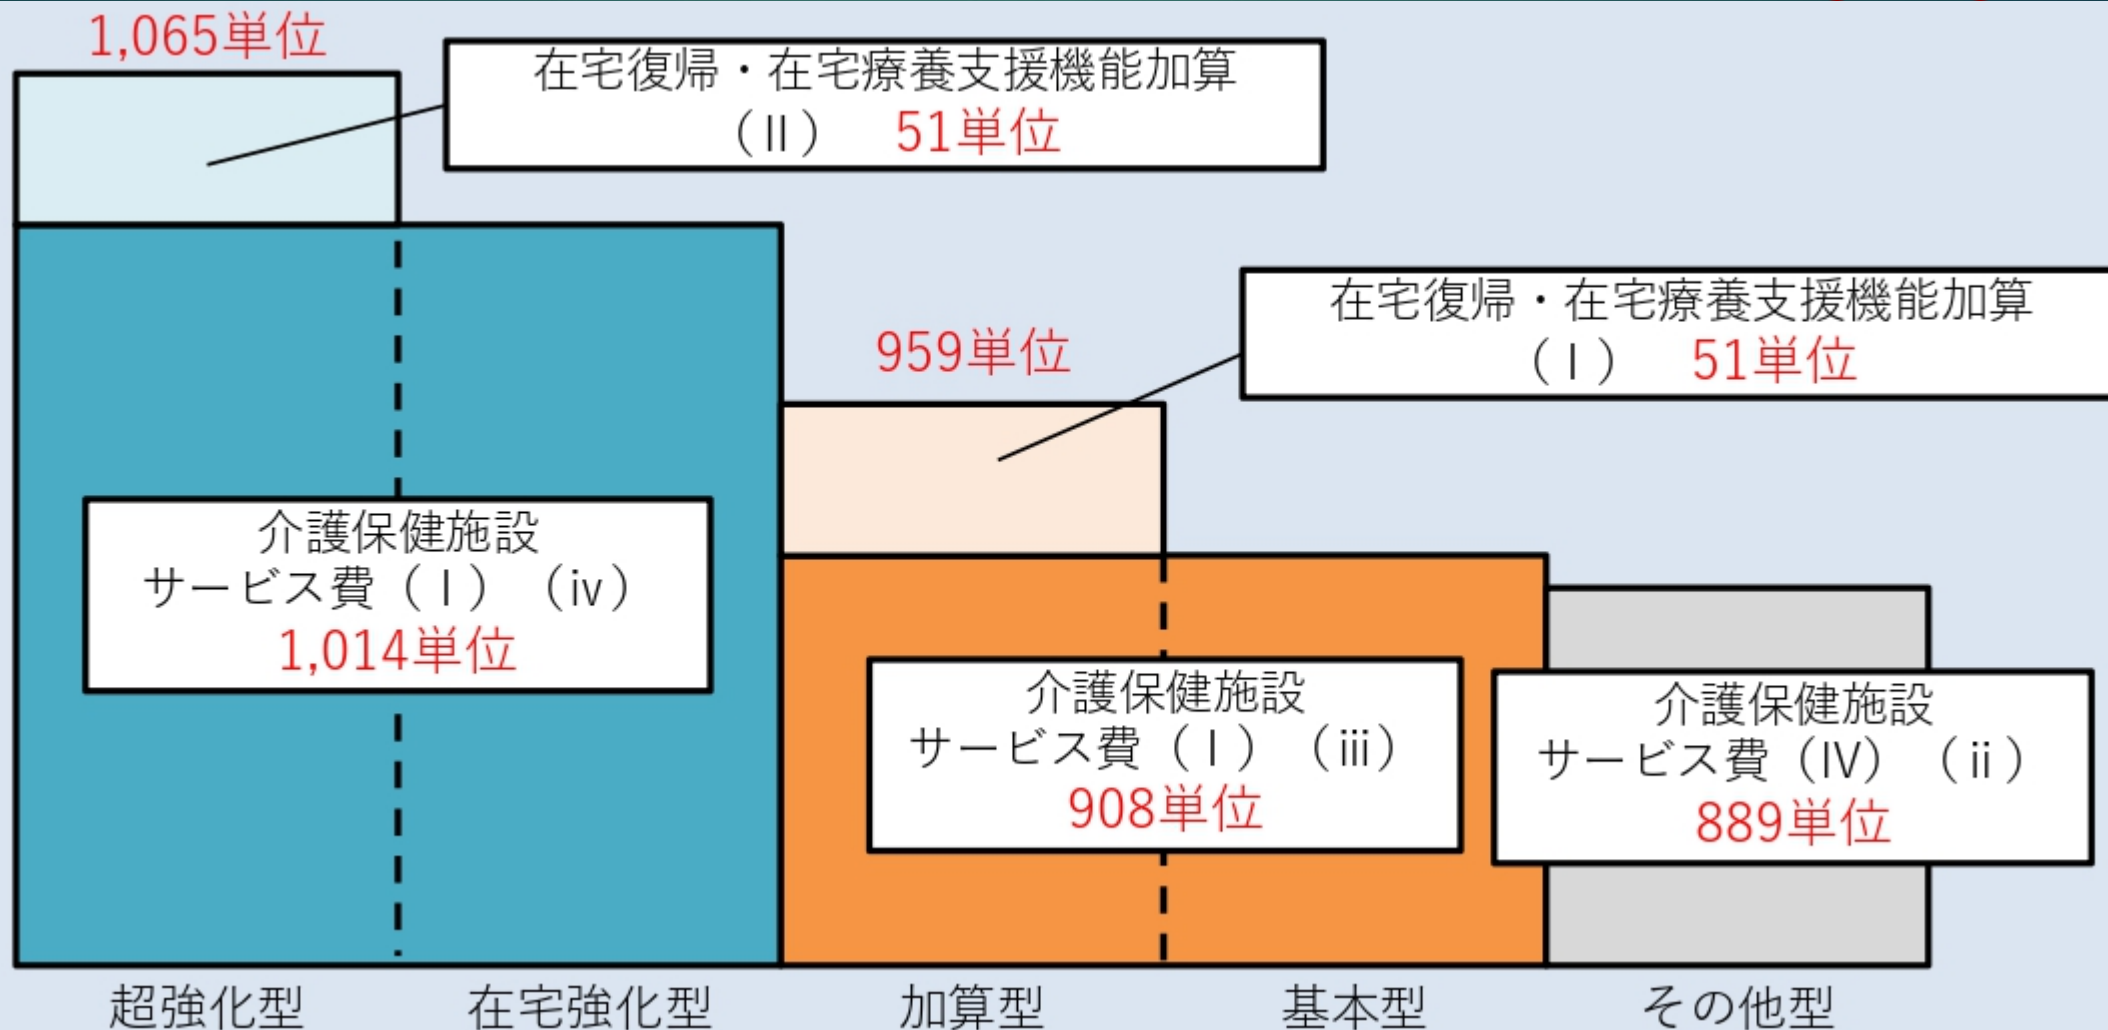 1,065単位
在宅復帰・在宅療養支援機能加算
（Ⅱ）　51単位
在宅復帰・在宅療養支援機能加算
（Ⅰ）　51単位
959単位
介護保健施設
サービス費（Ⅰ）（ⅳ）
1,014単位
介護保健施設
サービス費（Ⅰ）（ⅲ）
908単位
介護保健施設
サービス費（Ⅳ）（ⅱ）
889単位
超強化型　在宅強化型　加算型　基本型　その他型